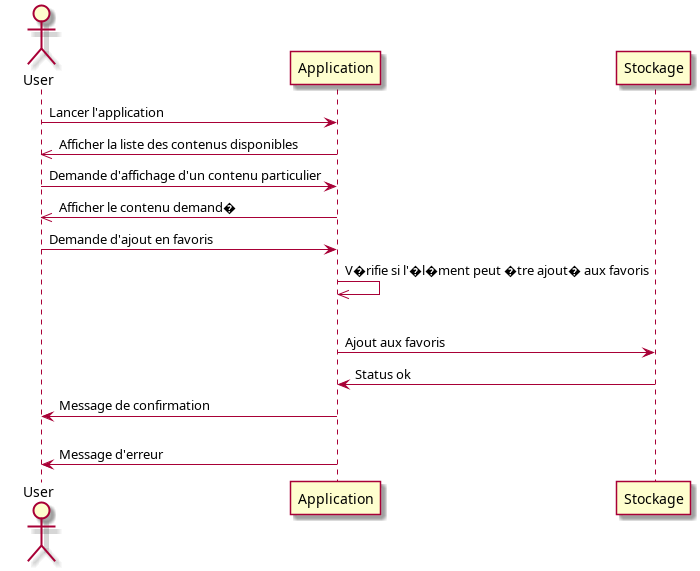 User
Application
Stockage
Lancer l'application
Afficher la liste des contenus disponibles
Demande d'affichage d'un contenu particulier
Afficher le contenu demand�
Demande d'ajout en favoris
V�rifie si l'�l�ment peut �tre ajout� aux favoris
Ajout aux favoris
Status ok
Message de confirmation
Message d'erreur
User
Application
Stockage